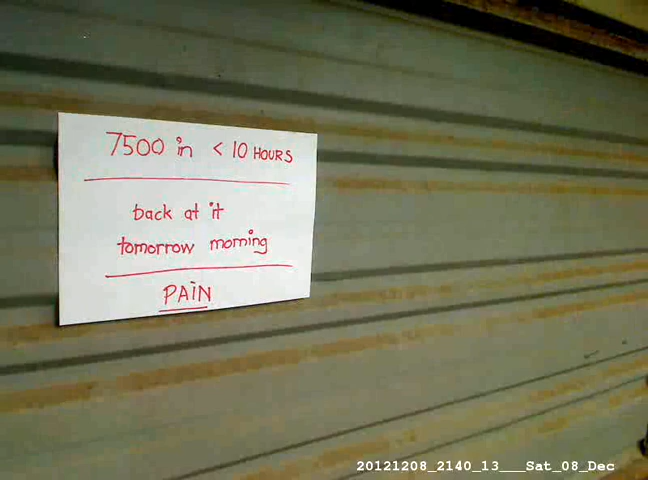 7500 in < 10 HOURS
back at it
tomorrow morning
PAIN
20121208_2140_13___Sat_08_Dec